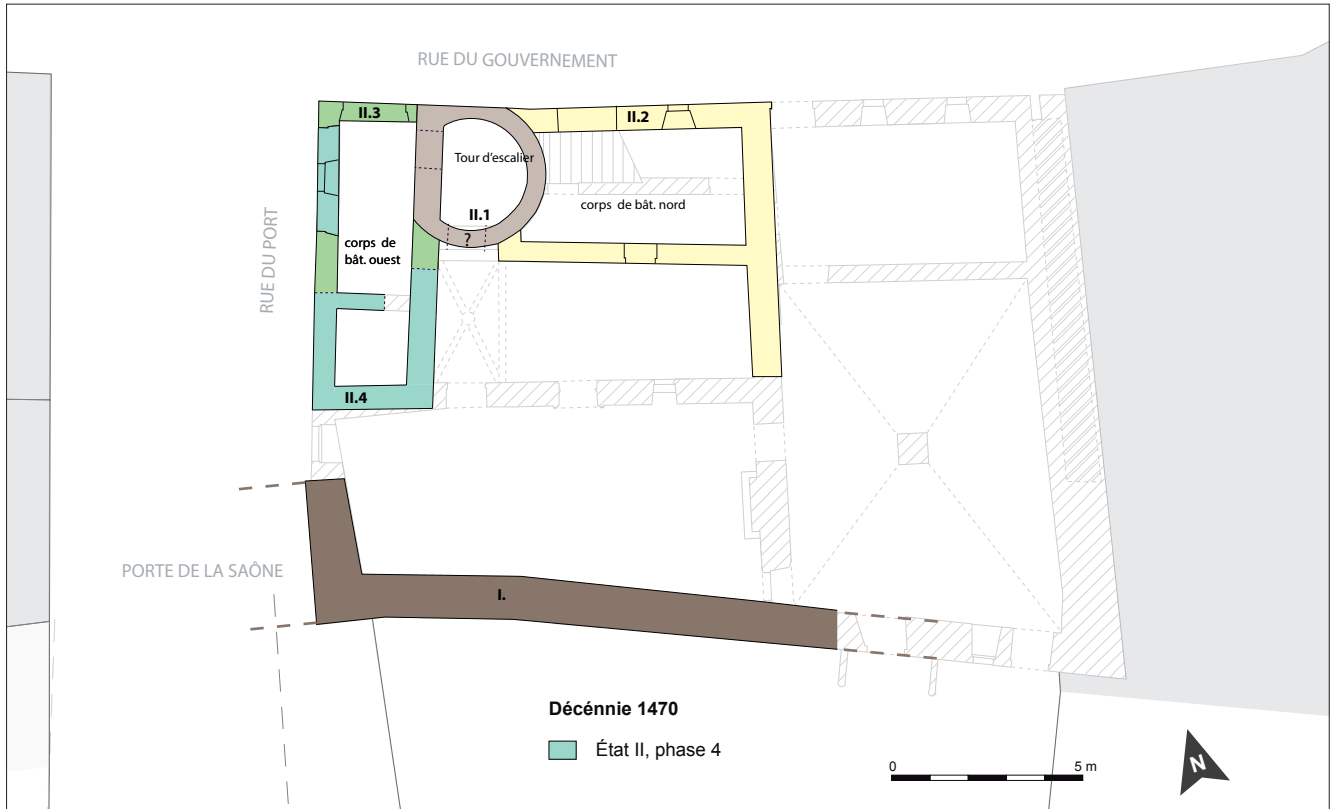 RUE DU GOUVERNEMENT
II.3
II.2
Tour d'escalier
II.1
?
corps de bât. nord
RUE DU PORT
corps de
bât. ouest
II.4
PORTE DE LA SAÔNE
I.
Décénnie 1470
État II, phase 4
0
5 m
N